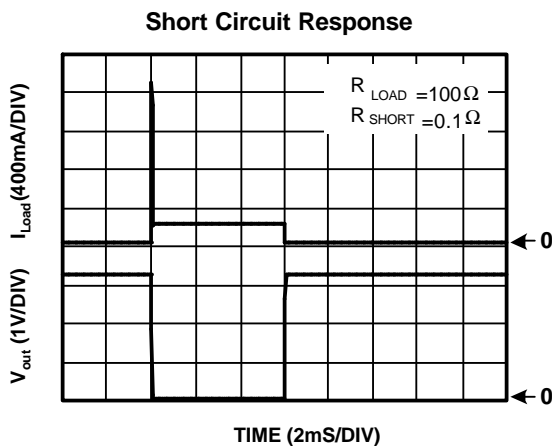 Short Circuit Response
R LOAD =100Ω
R SHORT =0.1Ω
I Load (400mA/DIV)
0
V out (1V/DIV)
0
TIME (2mS/DIV)